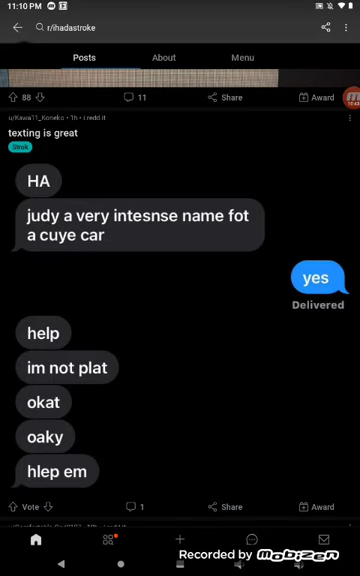 11:10 PM
r/ihadastroke
Posts About Menu
88 11 Share Award
u/Kawa11_Koneko • 1h • i.redd.it
texting is great
Strok
HA
judy a very intesnse name fot
a cuye car
yes
Delivered
help
im not plat
okat
oaky
hlep em
Vote 1 Share Award
Recorded by mobizen